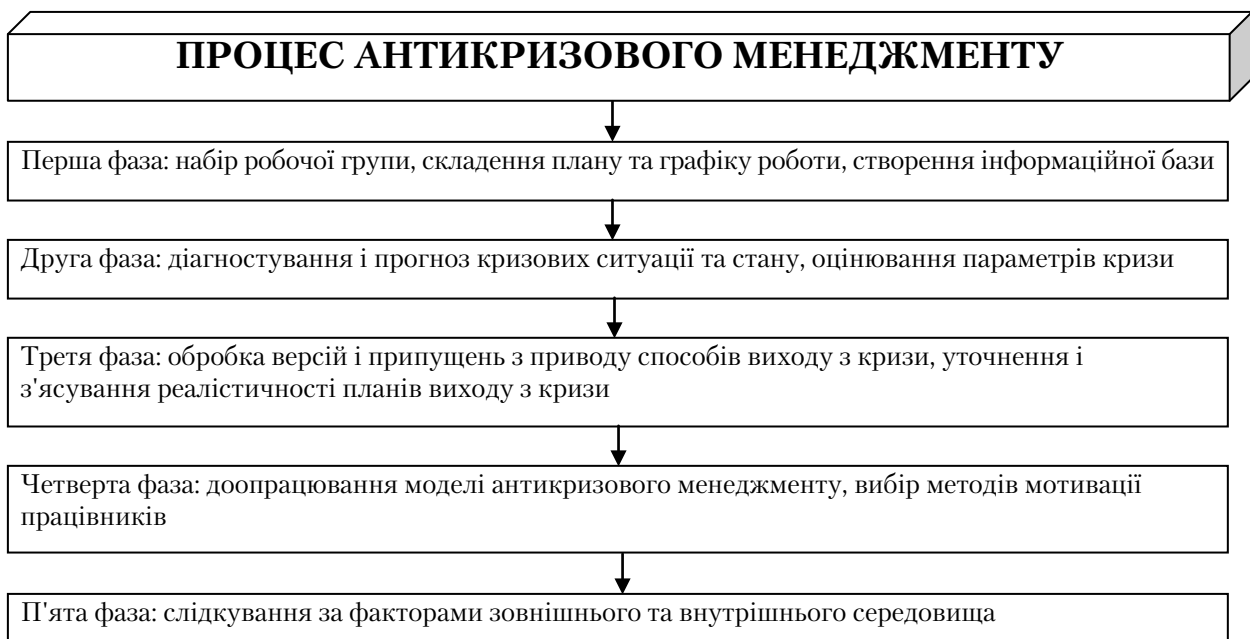 ПРОЦЕС АНТИКРИЗОВОГО МЕНЕДЖМЕНТУ
Перша фаза: набір робочої групи, складення плану та графіку роботи, створення інформаційної бази
Друга фаза: діагностування і прогноз кризових ситуації та стану, оцінювання параметрів кризи
Третя фаза: обробка версій і припущень з приводу способів виходу з кризи, уточнення і
з'ясування реалістичності планів виходу з кризи
Четверта фаза: доопрацювання моделі антикризового менеджменту, вибір методів мотивації
працівників
П'ята фаза: слідкування за факторами зовнішнього та внутрішнього середовища